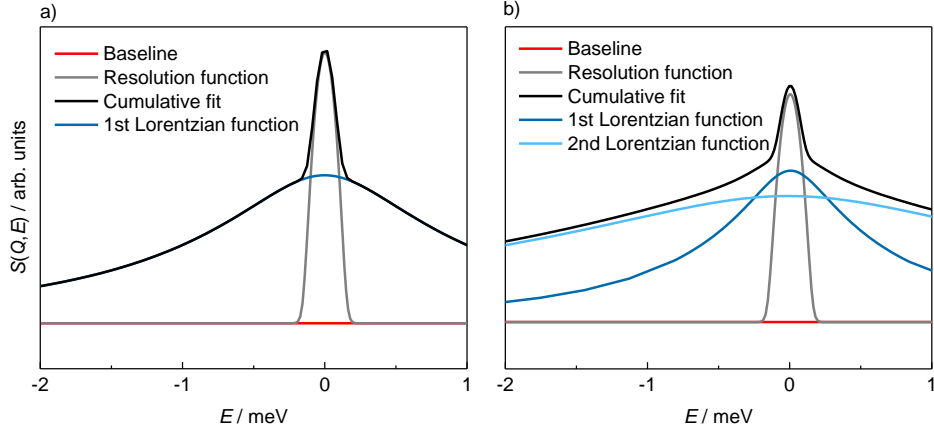 a)
Baseline
Resolution function
Cumulative fit
1st Lorentzian function
S(Q,E) / arb. units
-2 -1 0 1
E / meV
b)
Baseline
Resolution function
Cumulative fit
1st Lorentzian function
2nd Lorentzian function
-2 -1 0 1
E / meV